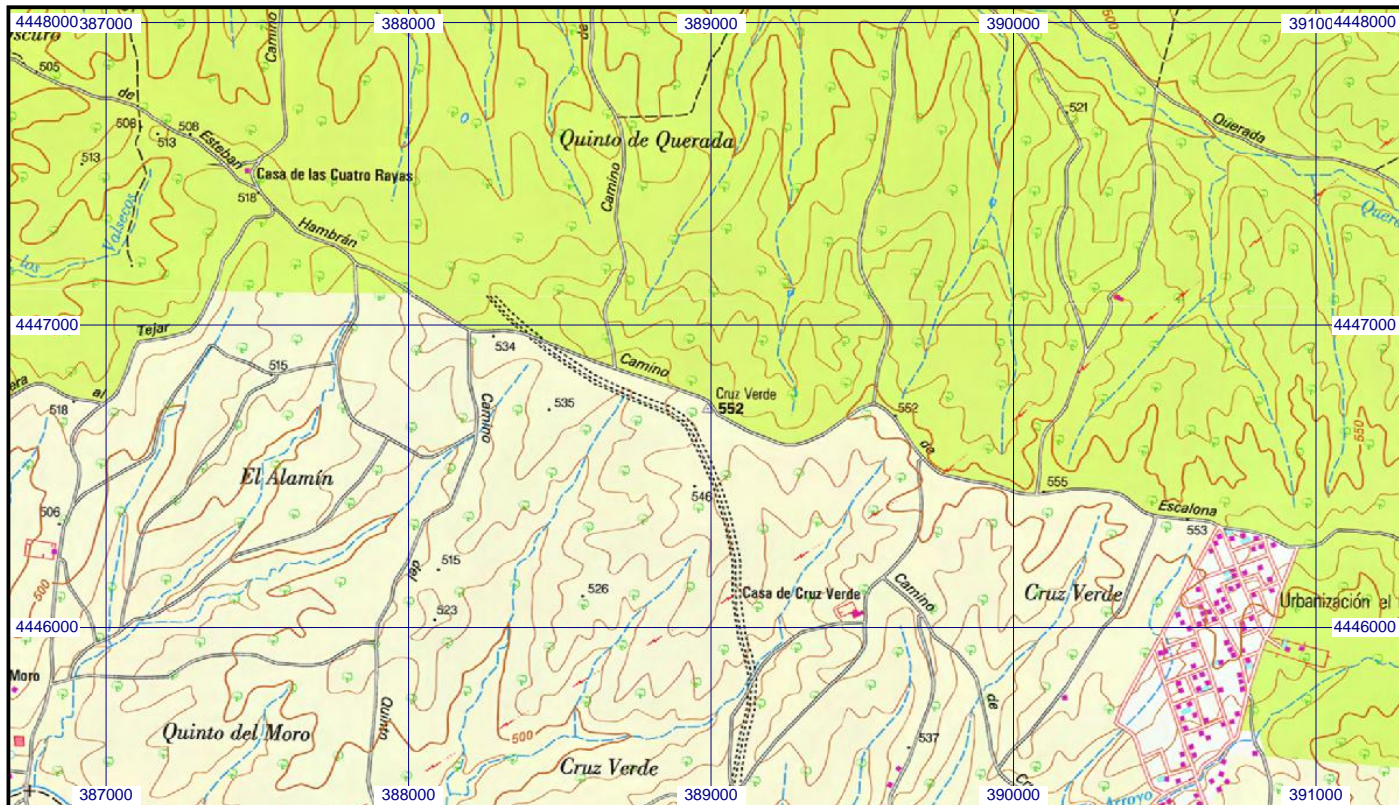 4448000
387000
388000
389000
390000
391000
4448000
Camino
de
500
505
de
508
508
513
513
Esteban
521
Querada
Quinto de Querada
Casa de las Cuatro Rayas
518
Camino
Valsecos
los
Hambrán
4447000
4447000
Tejar
534
515
Camino
Cruz Verde
552
552
al
518
535
Camino
de
550
El Alamín
546
555
Escalona
553
506
515
del
500
526
523
Casa de Cruz Verde
Camino
Cruz Verde
Urbanización el
4446000
4446000
Moro
Quinto
de
Quinto del Moro
500
537
Cruz Verde
Arroyo
387000
388000
389000
390000
391000